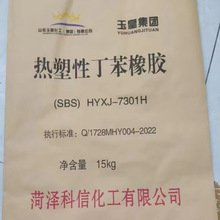 玉皇集团
YUHUANGJITUAN
热塑性丁苯橡胶
(SBS) HYXJ-7301H
执行标准: Q/1728MHY004-2022
净含量 15kg
菏泽科信化工有限公司